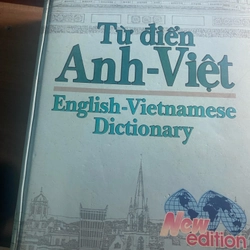 Từ điển
Anh-Việt
English-Vietnamese
Dictionary
New
edition